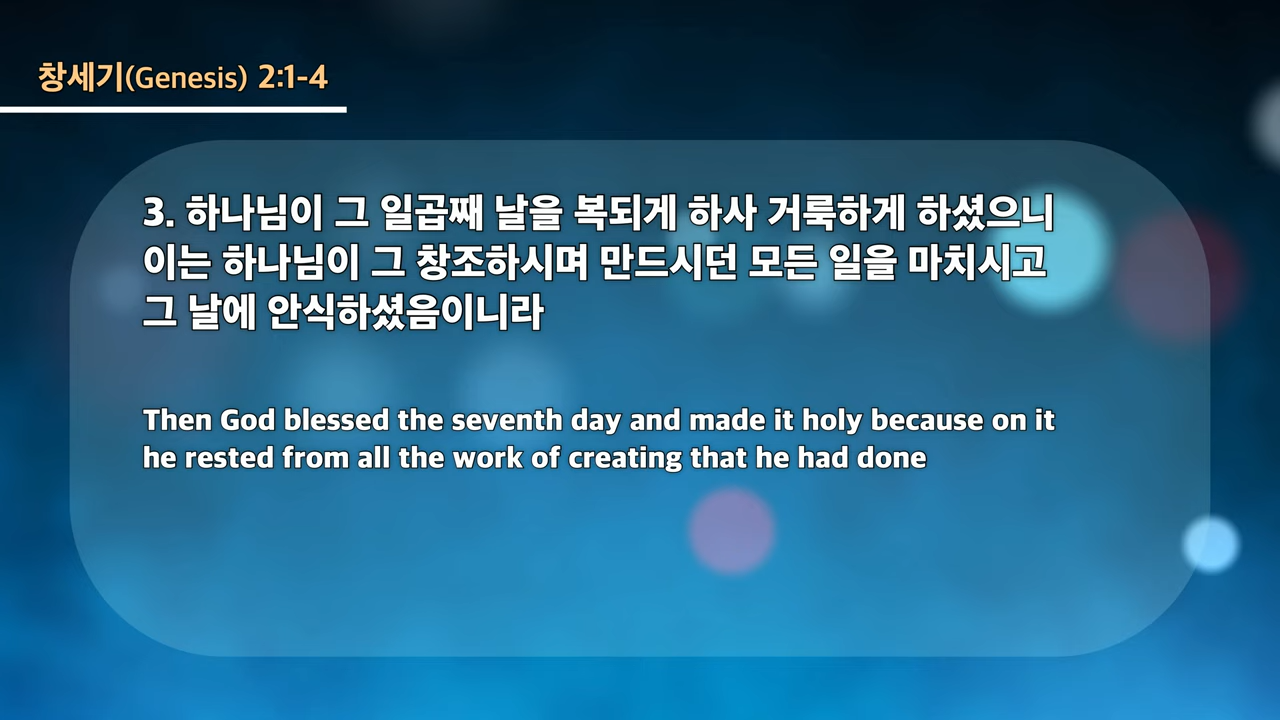 창세기(Genesis) 2:1-4
3. 하나님이 그 일곱째 날을 복되게 하사 거룩하게 하셨으니
이는 하나님이 그 창조하시며 만드시던 모든 일을 마치시고
그 날에 안식하셨음이니라
Then God blessed the seventh day and made it holy because on it
he rested from all the work of creating that he had done